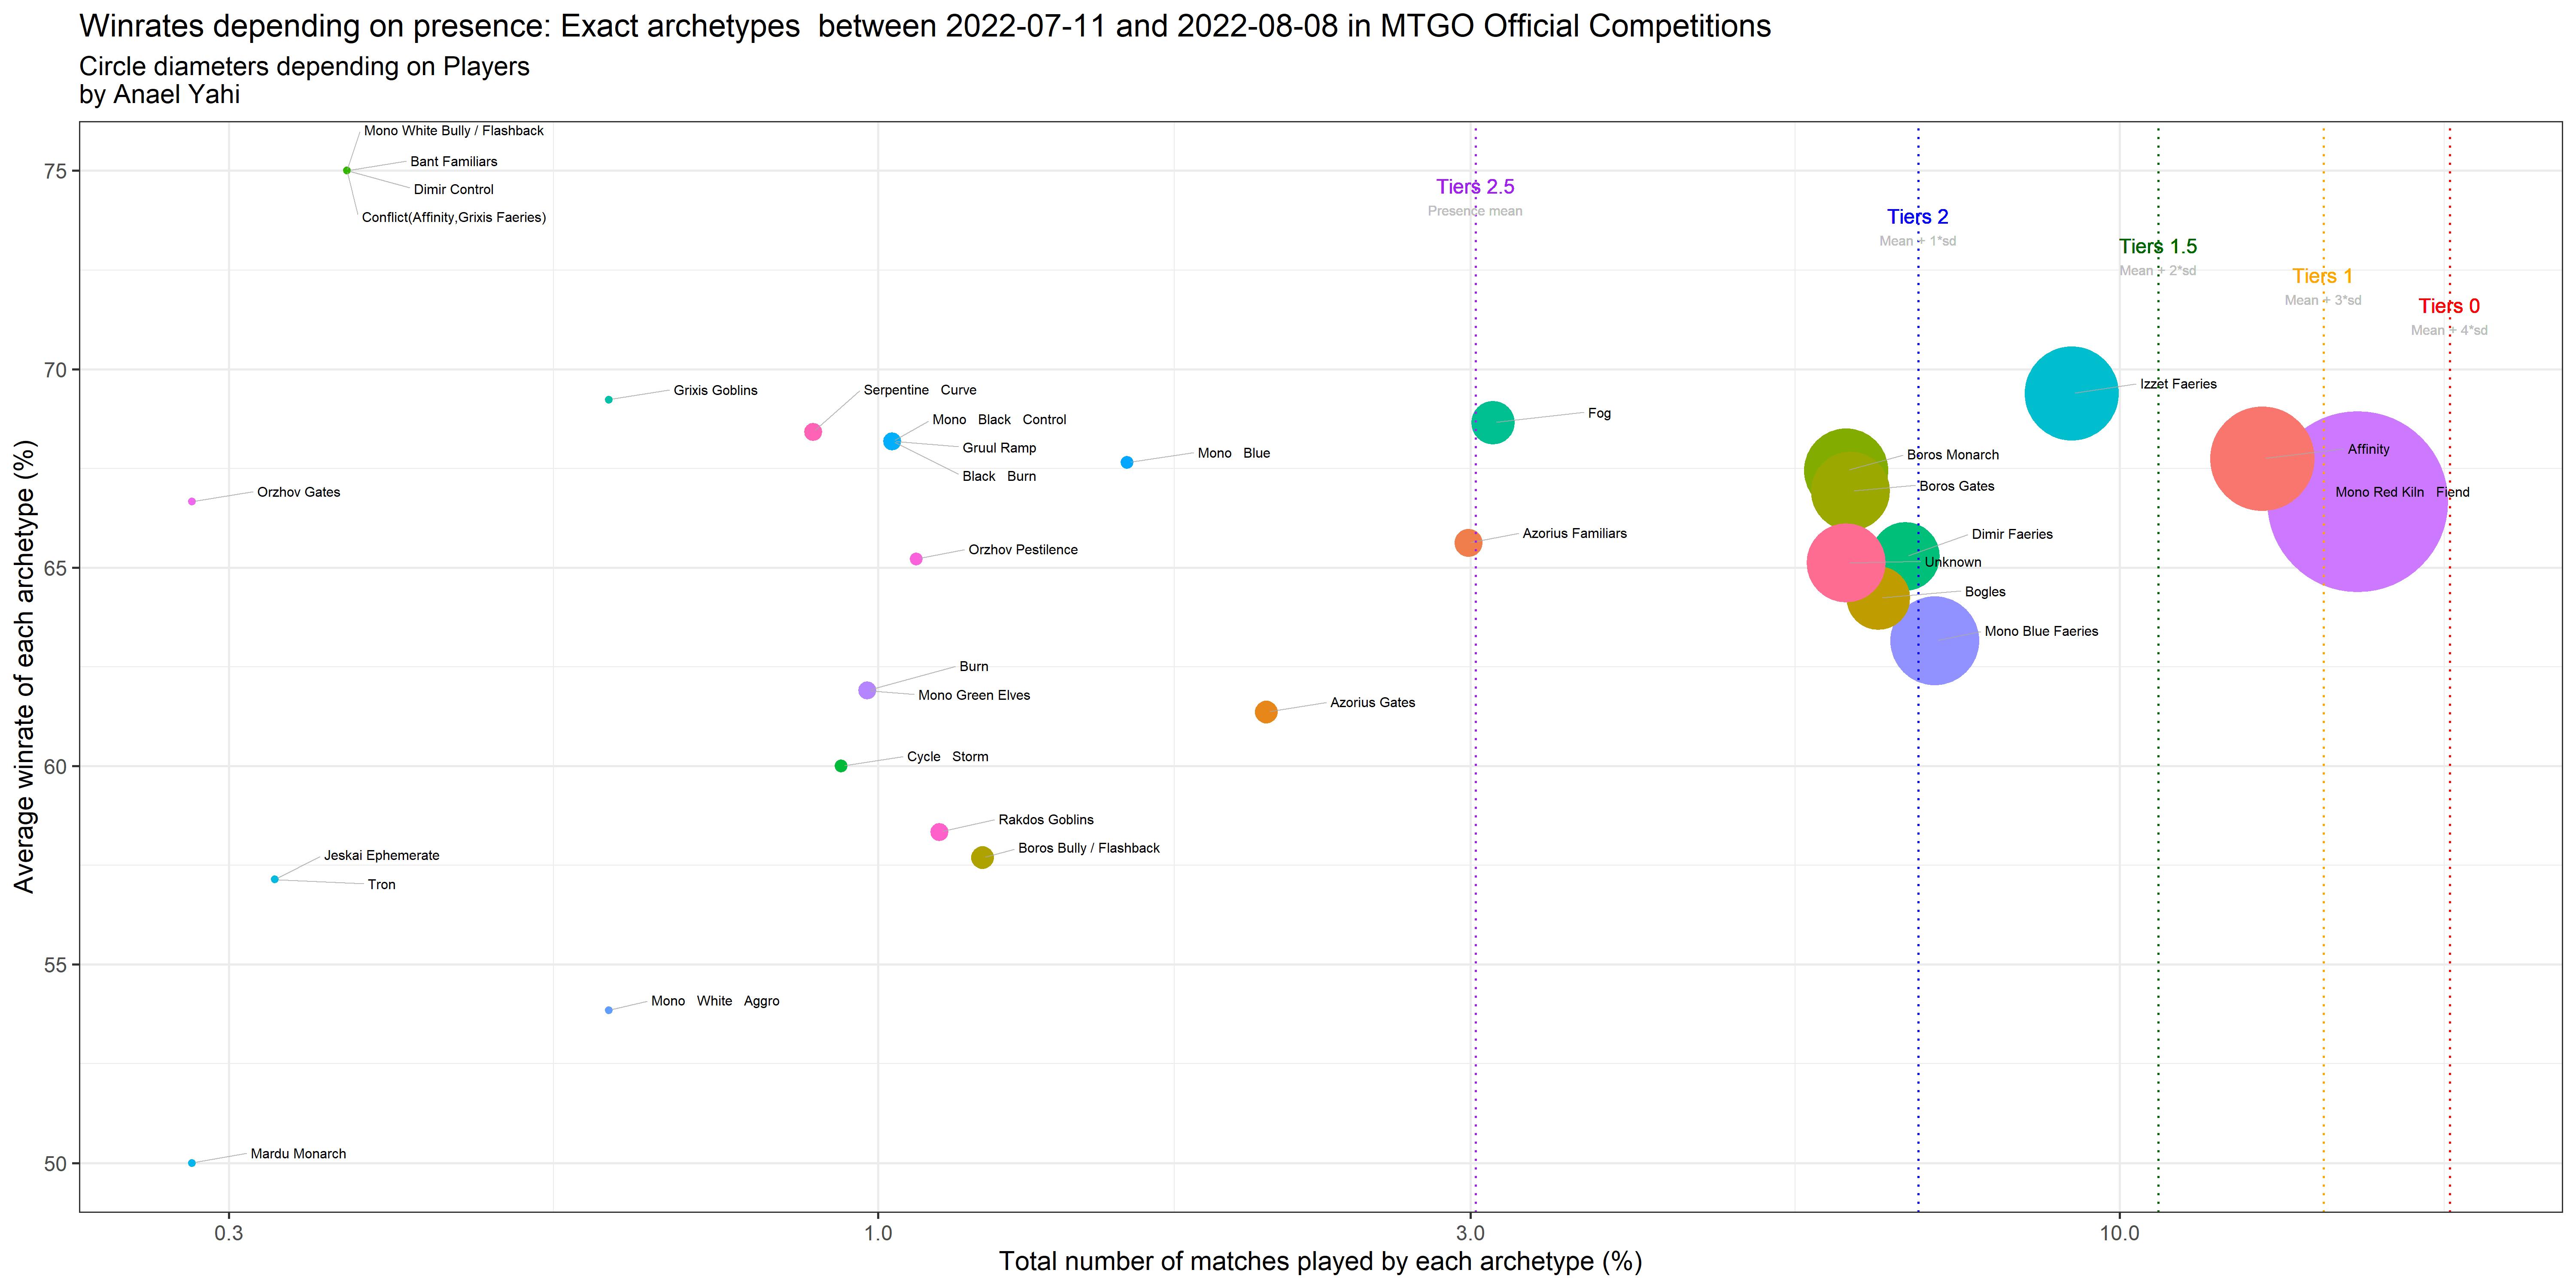 Winrates depending on presence: Exact archetypes  between 2022-07-11 and 2022-08-08 in MTGO Official Competitions
Circle diameters depending on Players
by Anael Yahi
Average winrate of each archetype (%)
75
70
65
60
55
50
Mono White Bully / Flashback
Bant Familiars
Dimir Control
Conflict(Affinity,Grixis Faeries)
Tiers 2.5
Presence mean
Tiers 2
Mean + 1*sd
Tiers 1.5
Mean + 2*sd
Tiers 1
Mean + 3*sd
Tiers 0
Mean + 4*sd
Izzet Faeries
Grixis Goblins
Serpentine   Curve
Fog
Mono   Black   Control
Gruul Ramp
Affinity
Mono   Blue
Boros Monarch
Black   Burn
Boros Gates
Orzhov Gates
Mono Red Kiln   Fiend
Azorius Familiars
Dimir Faeries
Orzhov Pestilence
Unknown
Bogles
Mono Blue Faeries
Burn
Mono Green Elves
Azorius Gates
Cycle   Storm
Rakdos Goblins
Boros Bully / Flashback
Jeskai Ephemerate
Tron
Mono   White   Aggro
Mardu Monarch
0.3
1.0
3.0
10.0
Total number of matches played by each archetype (%)